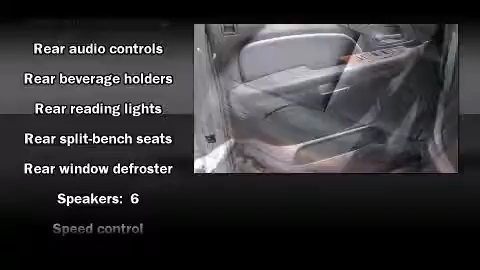 Rear audio controls
Rear beverage holders
Rear reading lights
Rear split-bench seats
Rear window defroster
Speakers: 6
Speed control